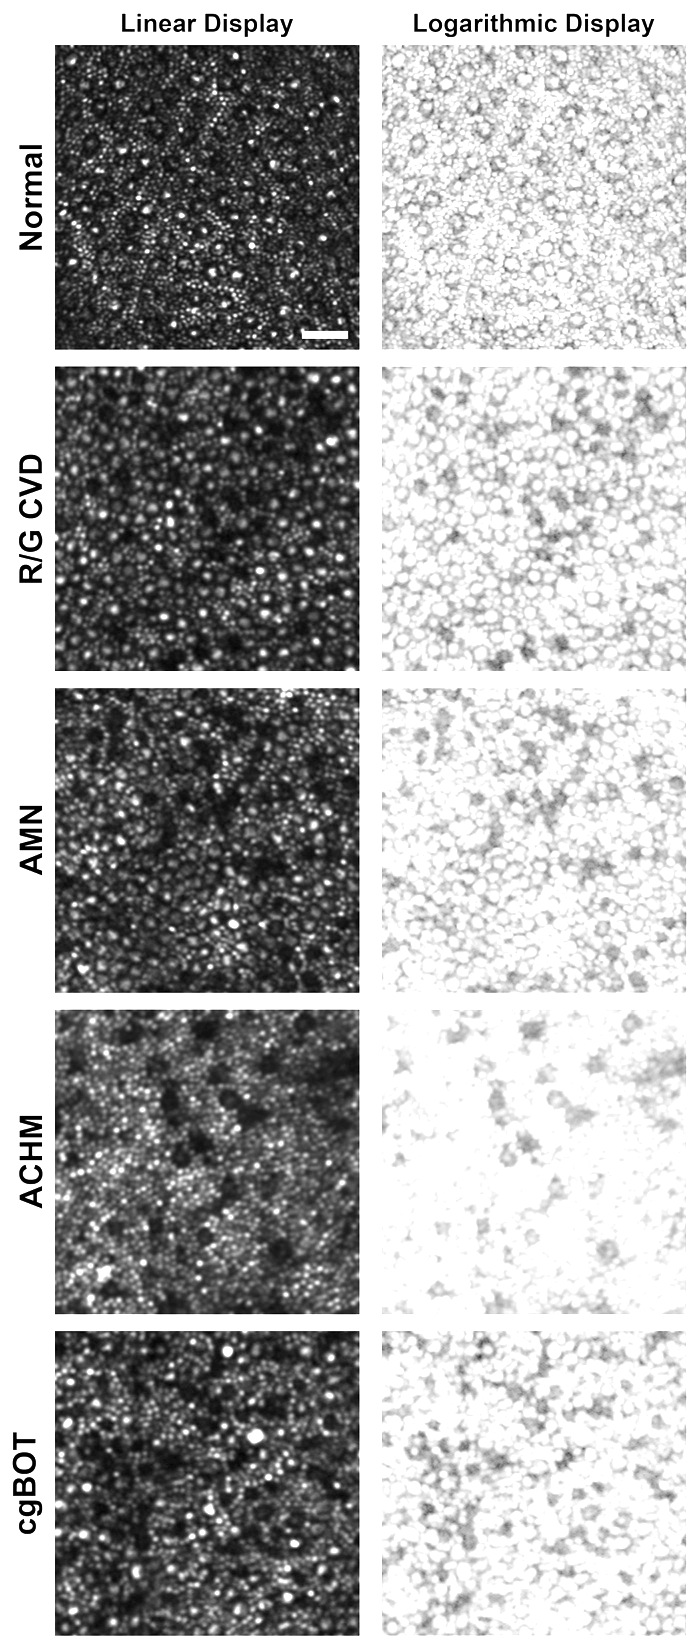 Linear Display
Logarithmic Display
Normal
R/G CVD
AMN
ACHM
cgBOT